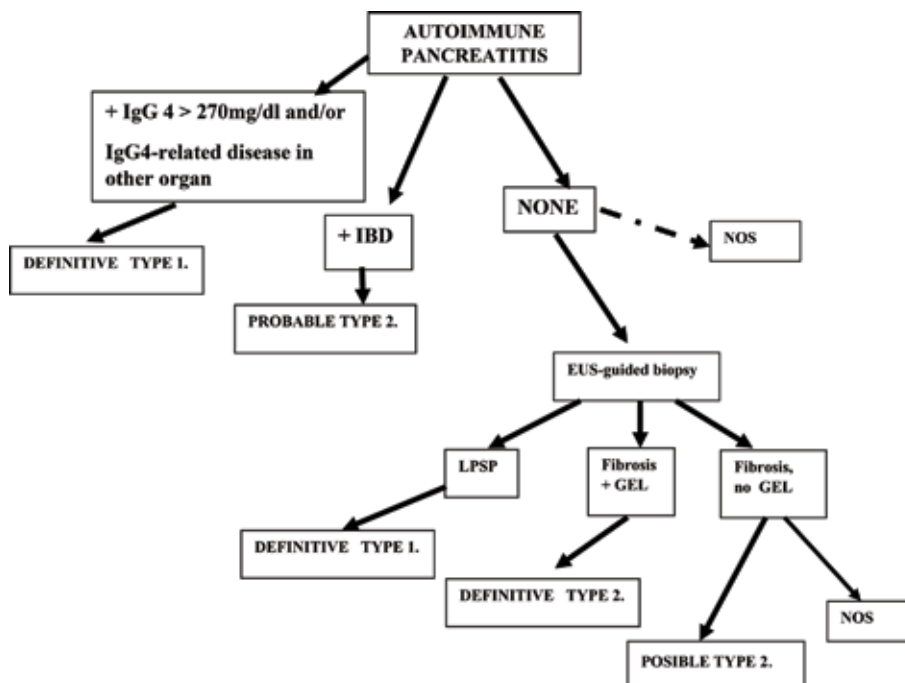 AUTOIMMUNE
PANCREATITIS
+ IgG 4 > 270mg/dl and/or
IgG4-related disease in
other organ
+ IBD
NONE
NOS
DEFINITIVE TYPE 1.
PROBABLE TYPE 2.
EUS-guided biopsy
LPSP
Fibrosis
+ GEL
Fibrosis,
no GEL
DEFINITIVE TYPE 1.
DEFINITIVE TYPE 2.
NOS
POSIBLE TYPE 2.